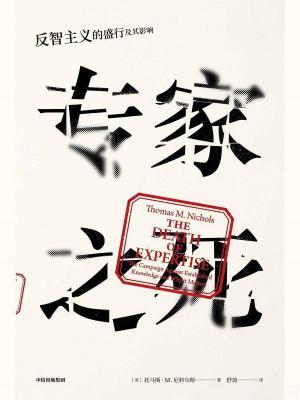 反智主义的盛行及其影响
专家
之死
Thomas M. Nichols
THE
DEATH
OF
EXPERTISE
The Campaign against Established
Knowledge and Why It Matters
中信出版集团
[美] 托马斯·M.尼科尔斯 著
舒琦 译